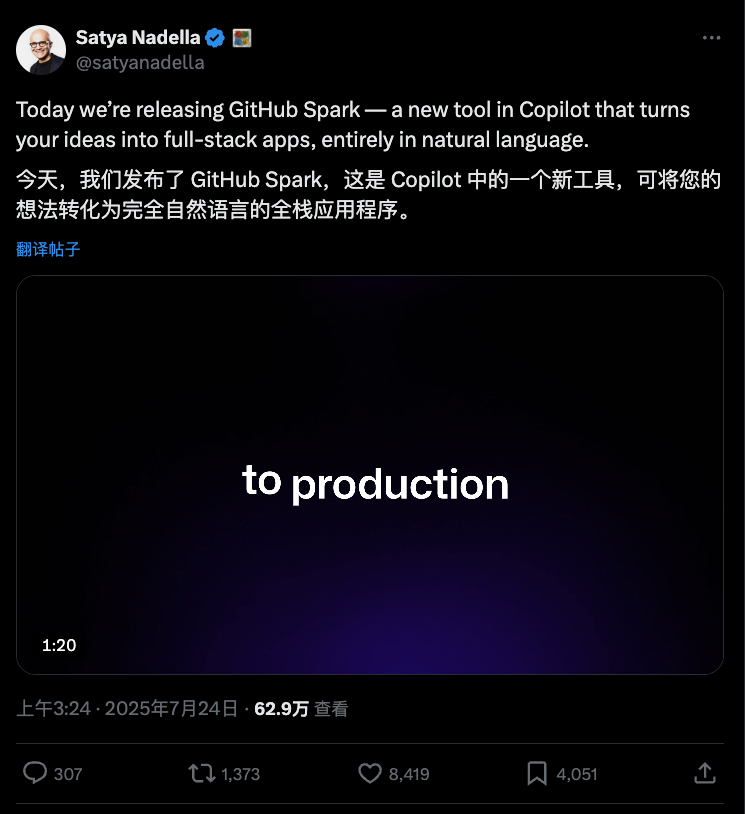 Satya Nadella
@satyanadella
Today we’re releasing GitHub Spark — a new tool in Copilot that turns
your ideas into full-stack apps, entirely in natural language.
今天，我们发布了 GitHub Spark，这是 Copilot 中的一个新工具，可将您的
想法转化为完全自然语言的全栈应用程序。
翻译帖子
to production
1:20
上午3:24 · 2025年7月24日 · 62.9万 查看
307 1,373 8,419 4,051